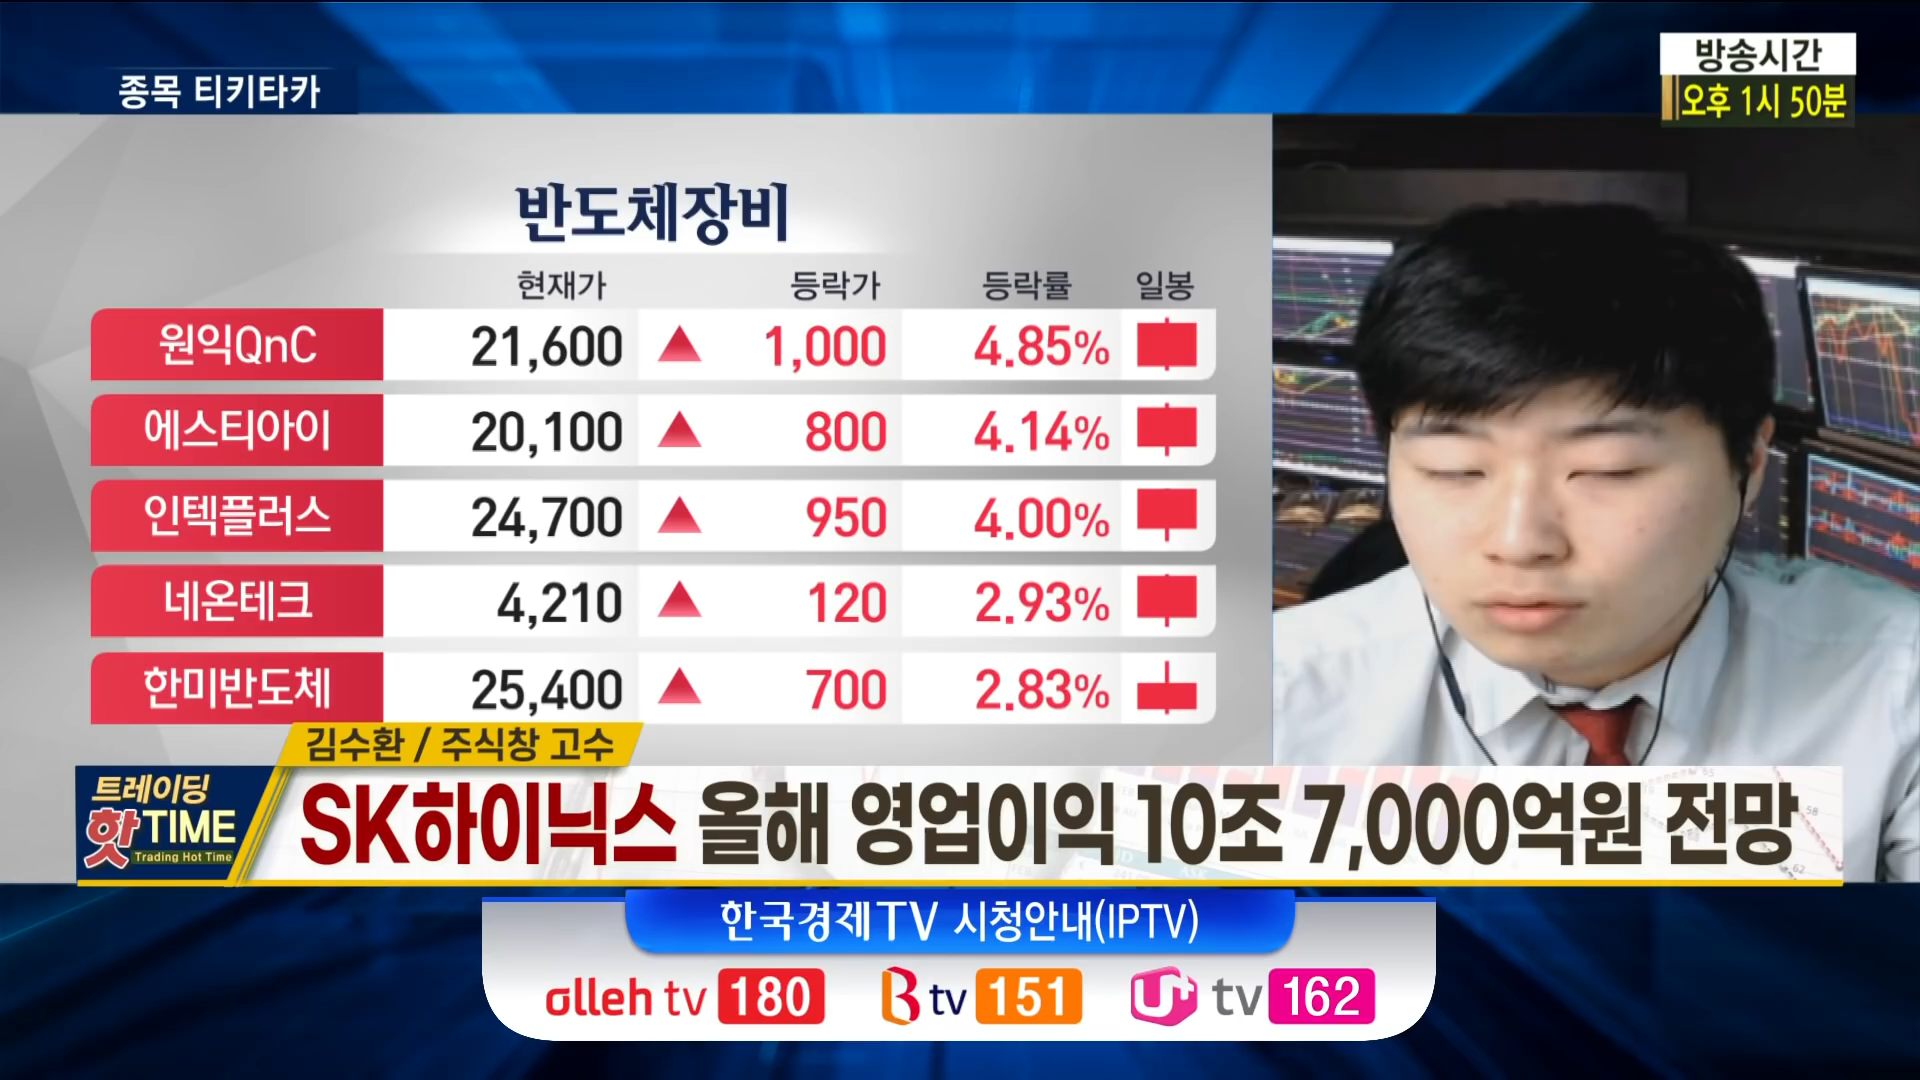 종목 티키타카
방송시간
오후 1시 50분
반도체장비
현재가 등락가 등락률 일봉
원익QnC 21,600 ▲ 1,000 4.85%
에스티아이 20,100 ▲ 800 4.14%
인텍플러스 24,700 ▲ 950 4.00%
네온테크 4,210 ▲ 120 2.93%
한미반도체 25,400 ▲ 700 2.83%
김수환 / 주식창 고수
트레이딩
핫TIME
Trading Hot Time
SK하이닉스 올해 영업이익 10조 7,000억원 전망
한국경제TV 시청안내(IPTV)
olleh tv 180 B tv 151 U+ tv 162